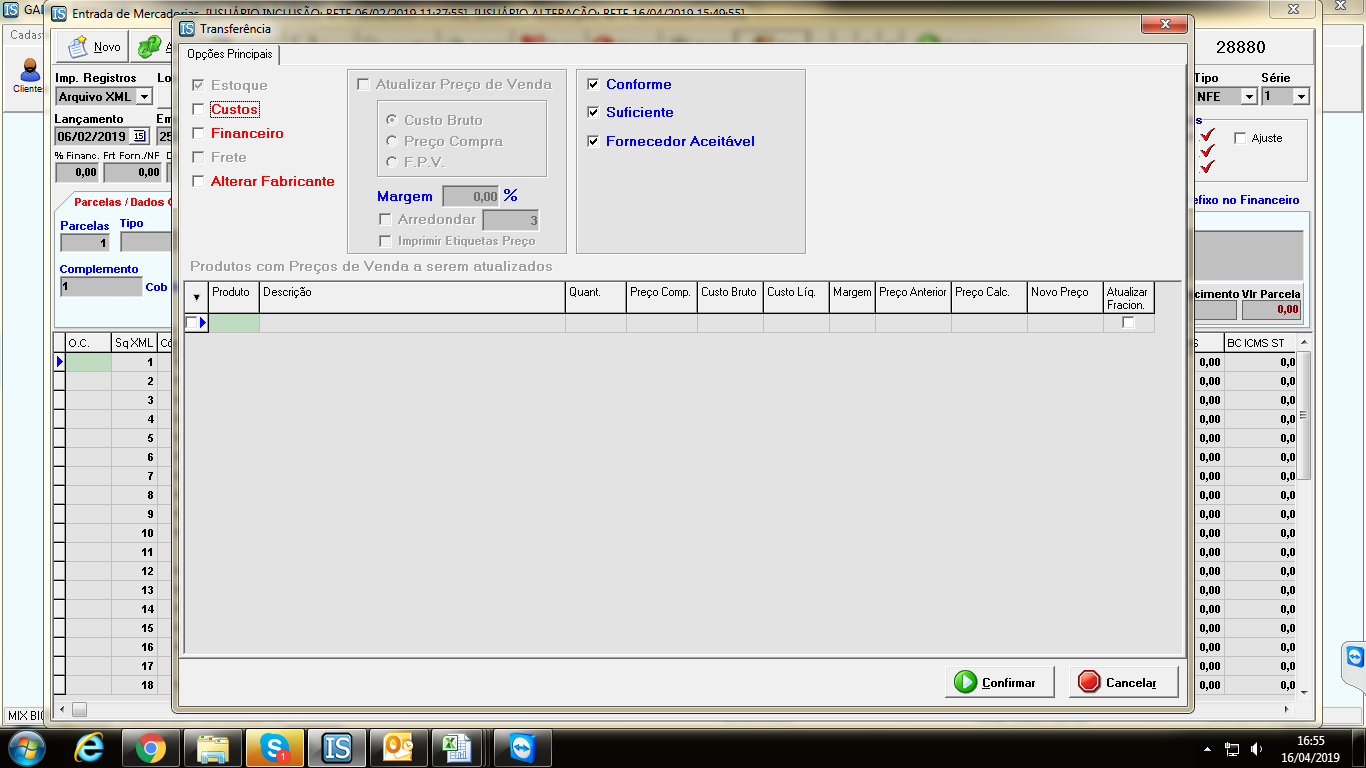 GAL
Entrada de Mercadorias [USUÁRIO INCLUSÃO: BETE 06/02/2019 11:27:55] [USUÁRIO ALTERAÇÃO: BETE 16/04/2019 15:49:55]
Cadast
Cliente
Novo
28880
Imp. Registros
Arquivo XML
Tipo
NFE
Série
1
Lançamento
06/02/2019
15
25
Ajuste
% Financ.
Frt Forn./NF
0,00
0,00
Parcelas / Dados
efixo no Financeiro
Parcelas
Tipo
1
Complemento
1
Cob
cimento
Vlr Parcela
0,00
Transferência
Opções Principais
Estoque
Custos
Financeiro
Frete
Alterar Fabricante
Atualizar Preço de Venda
Custo Bruto
Preço Compra
F.P.V.
Margem
0,00
%
Arredondar
3
Imprimir Etiquetas Preço
Conforme
Suficiente
Fornecedor Aceitável
Produtos com Preços de Venda a serem atualizados
Produto
Descrição
Quant.
Preço Comp.
Custo Bruto
Custo Líq.
Margem
Preço Anterior
Preço Calc.
Novo Preço
Atualizar
Fracion.
Confirmar
Cancelar
O.C.
Sq XML
Có
S
BC ICMS ST
1 0,00 0,0
2 0,00 0,0
3 0,00 0,0
4 0,00 0,0
5 0,00 0,0
6 0,00 0,0
7 0,00 0,0
8 0,00 0,0
9 0,00 0,0
10 0,00 0,0
11 0,00 0,0
12 0,00 0,0
13 0,00 0,0
14 0,00 0,0
15 0,00 0,0
16 0,00 0,0
17 0,00 0,0
18 0,00 0,0
MIX BIG
IS
1
16:55
16/04/2019